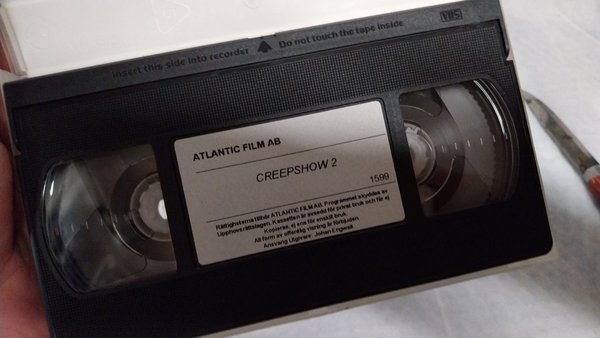 Insert this side into recorder
Do not touch the tape inside
VHS
ATLANTIC FILM AB
CREEPSHOW 2
1599
Rättigheterna tillhör ATLANTIC FILM AB. Programmet skyddas av
Upphovsrättslagen. Kassetten är avsedd för privat bruk och får ej
Kopieras, ej ens för enskilt bruk.
All form av offentlig visning är förbjuden.
Ansvarig Utgivare: Johan Engwall